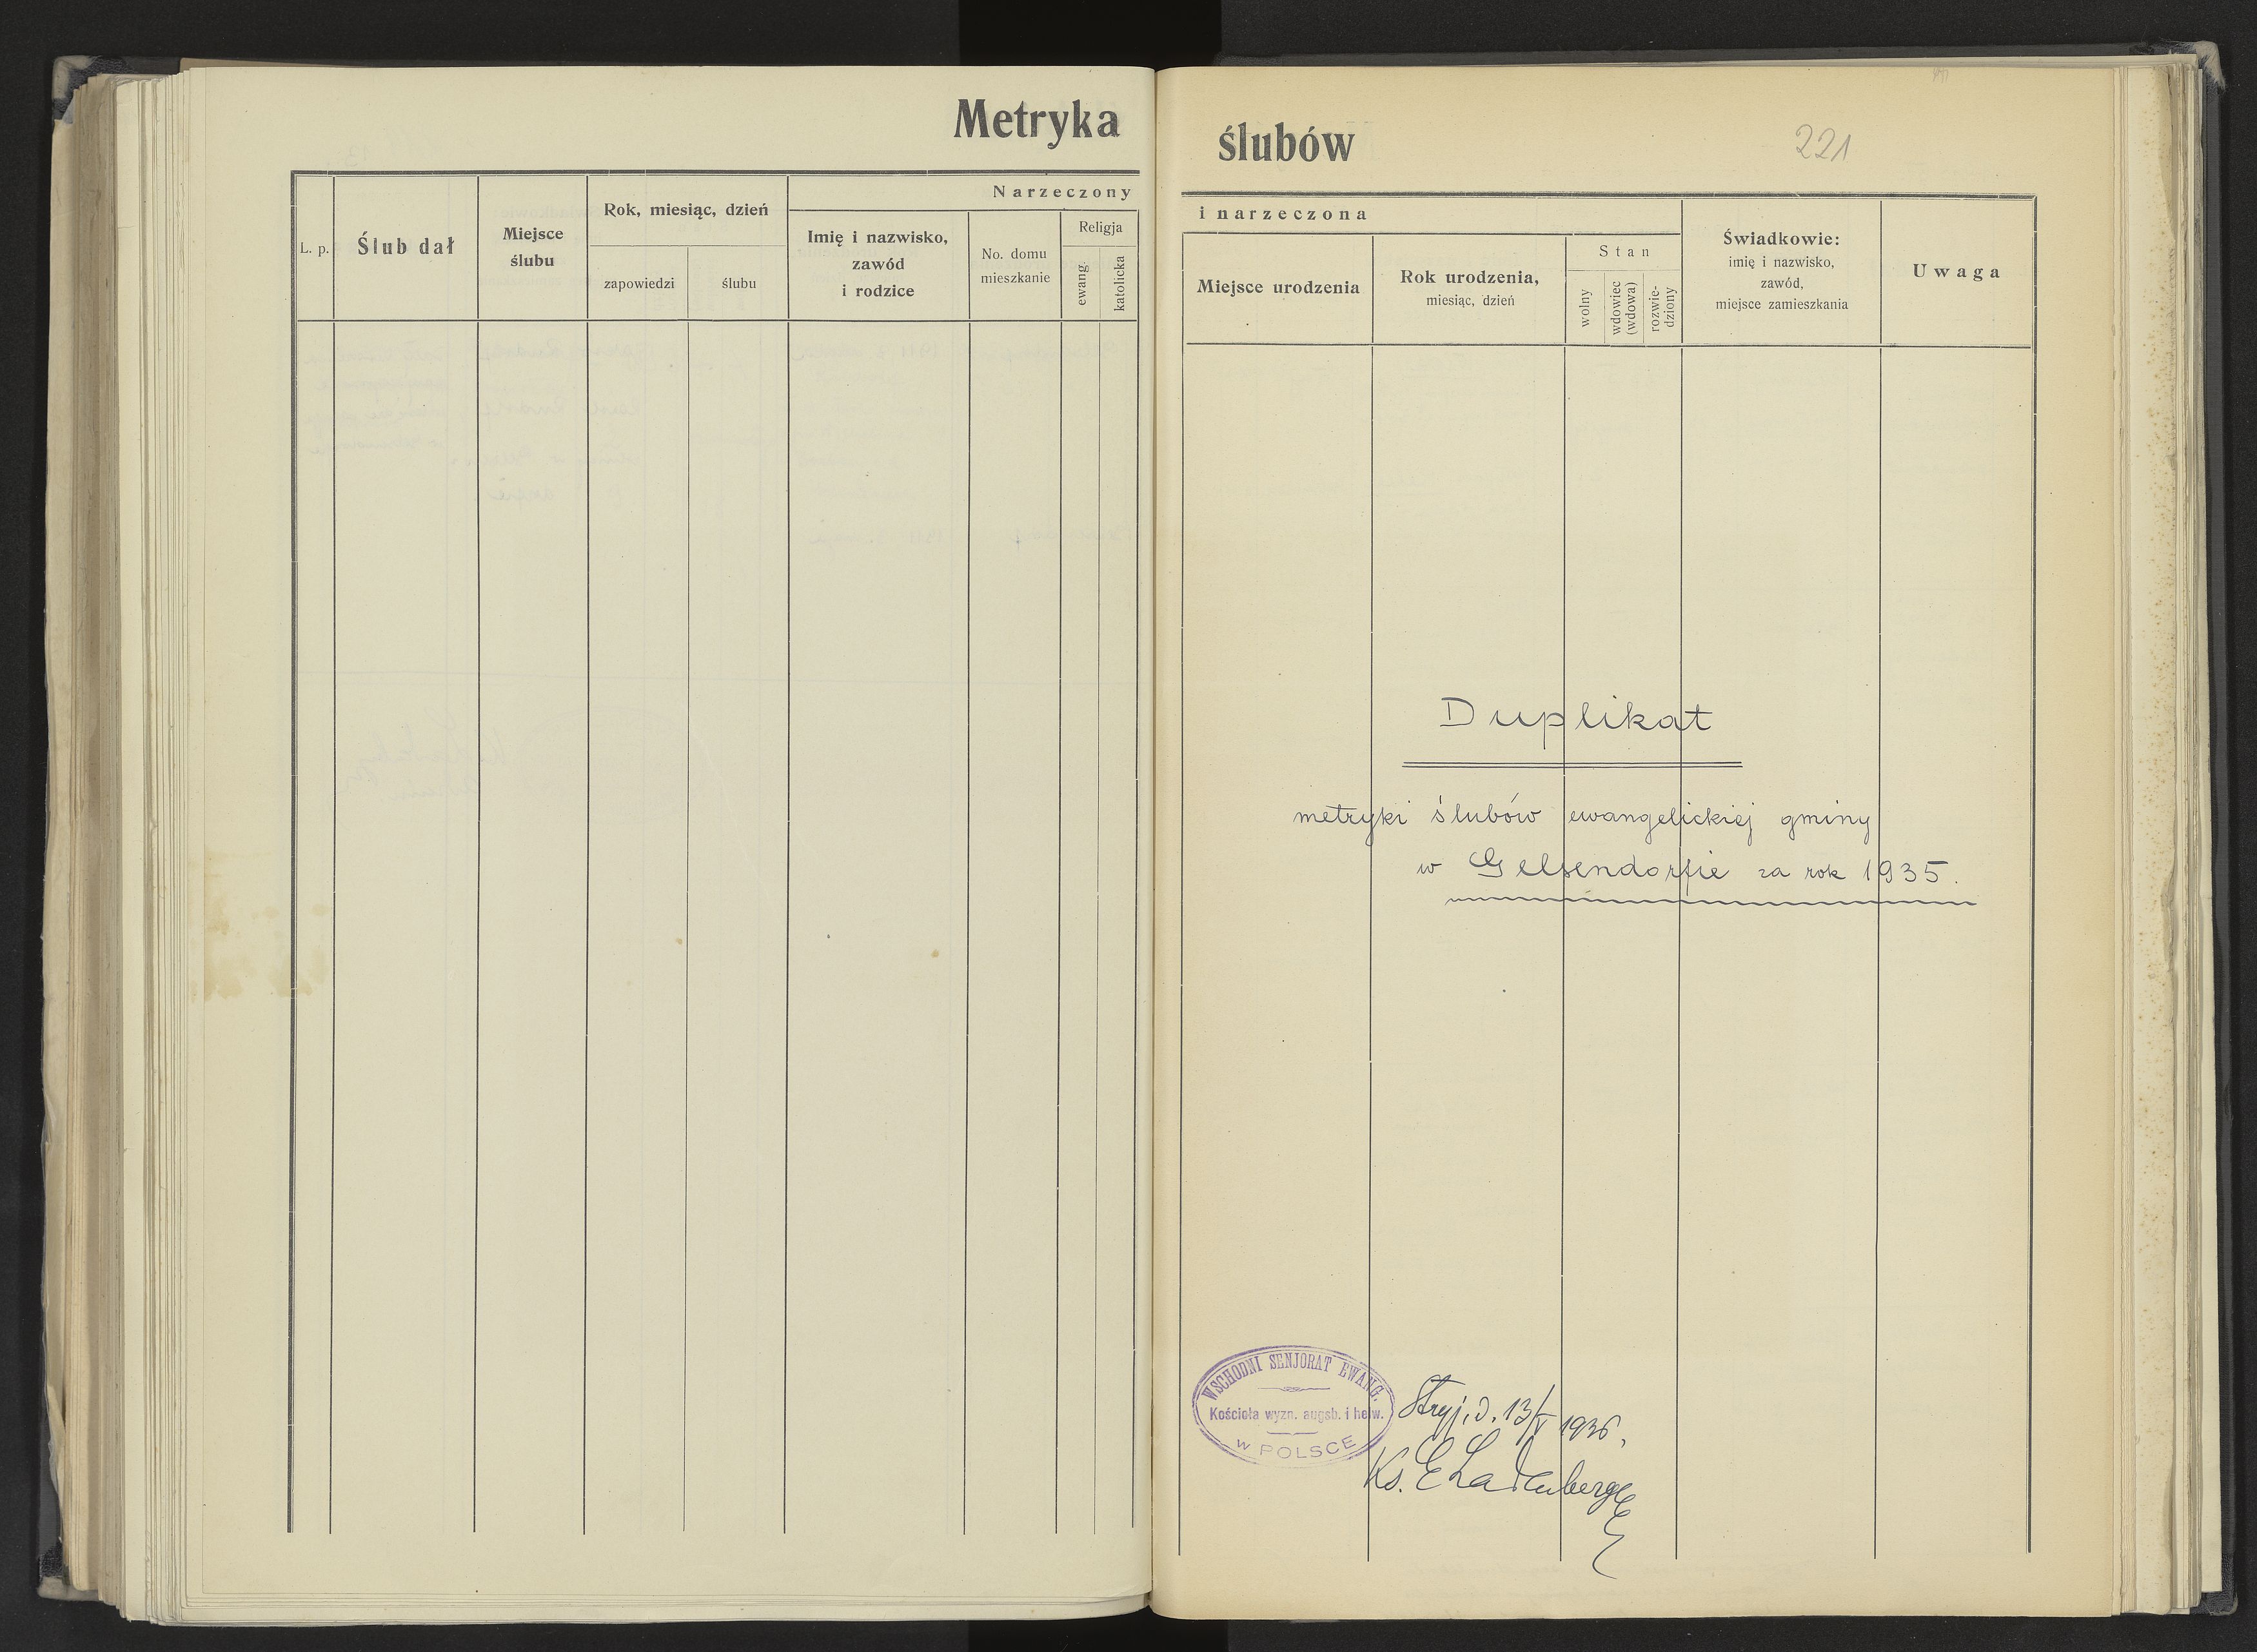 Metryka
Narzeczony
L. p.
Ślub dał
Miejsce
ślubu
Rok, miesiąc, dzień
zapowiedzi
ślubu
Imię i nazwisko,
zawód
i rodzice
No. domu
mieszkanie
Religja
ewang.
katolicka
ślubów
221
i narzeczona
Miejsce urodzenia
Rok urodzenia,
miesiąc, dzień
Stan
wolny
wdowiec
(wdowa)
rozwie-
dziony
Świadkowie:
imię i nazwisko,
zawód,
miejsce zamieszkania
Uwaga
Duplikat
metryki ślubów ewangelickiej gminy
w Gelsendorfie za rok 1935.
WSCHODNI SENJORAT EWANG.
Kościoła wyzn. augsb. i helw.
w POLSCE
Stryj, d. 13/V 1936,
Ks. E Ladenberger